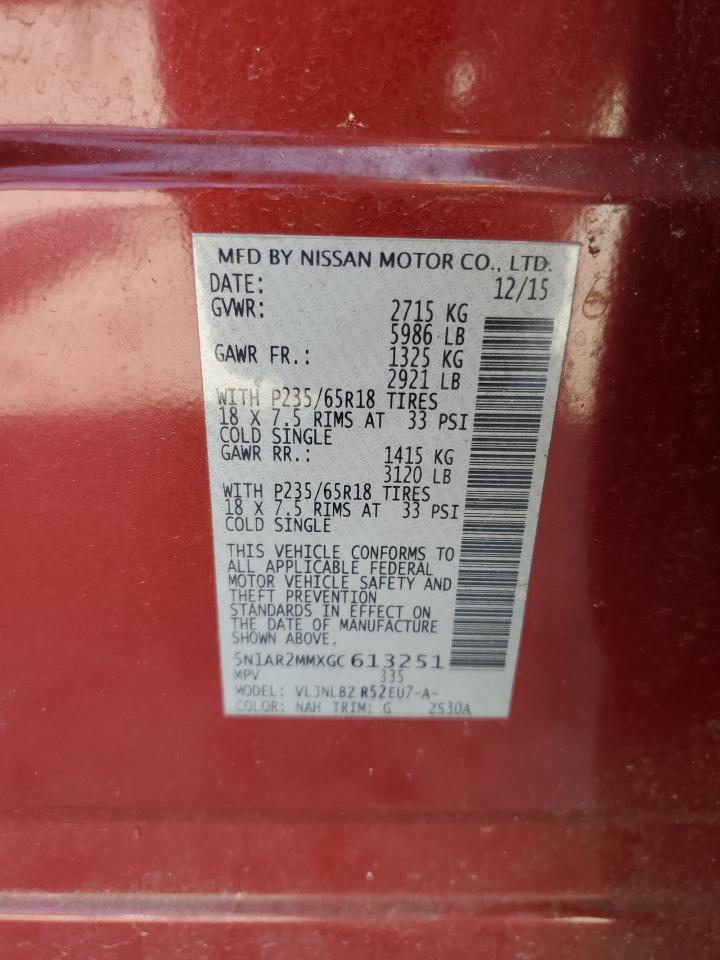 MFD BY NISSAN MOTOR CO., LTD.
DATE: 12/15
GVWR: 2715 KG
5986 LB
GAWR FR.: 1325 KG
2921 LB
WITH P235/65R18 TIRES
18 X 7.5 RIMS AT 33 PSI
COLD SINGLE
GAWR RR.: 1415 KG
3120 LB
WITH P235/65R18 TIRES
18 X 7.5 RIMS AT 33 PSI
COLD SINGLE
THIS VEHICLE CONFORMS TO
ALL APPLICABLE FEDERAL
MOTOR VEHICLE SAFETY AND
THEFT PREVENTION
STANDARDS IN EFFECT ON
THE DATE OF MANUFACTURE
SHOWN ABOVE.
5N1AR2MMXGC613251
MPV 335
MODEL: VLJNLBZ R52EU7-A-
COLOR: NAH TRIM: G ZS30A